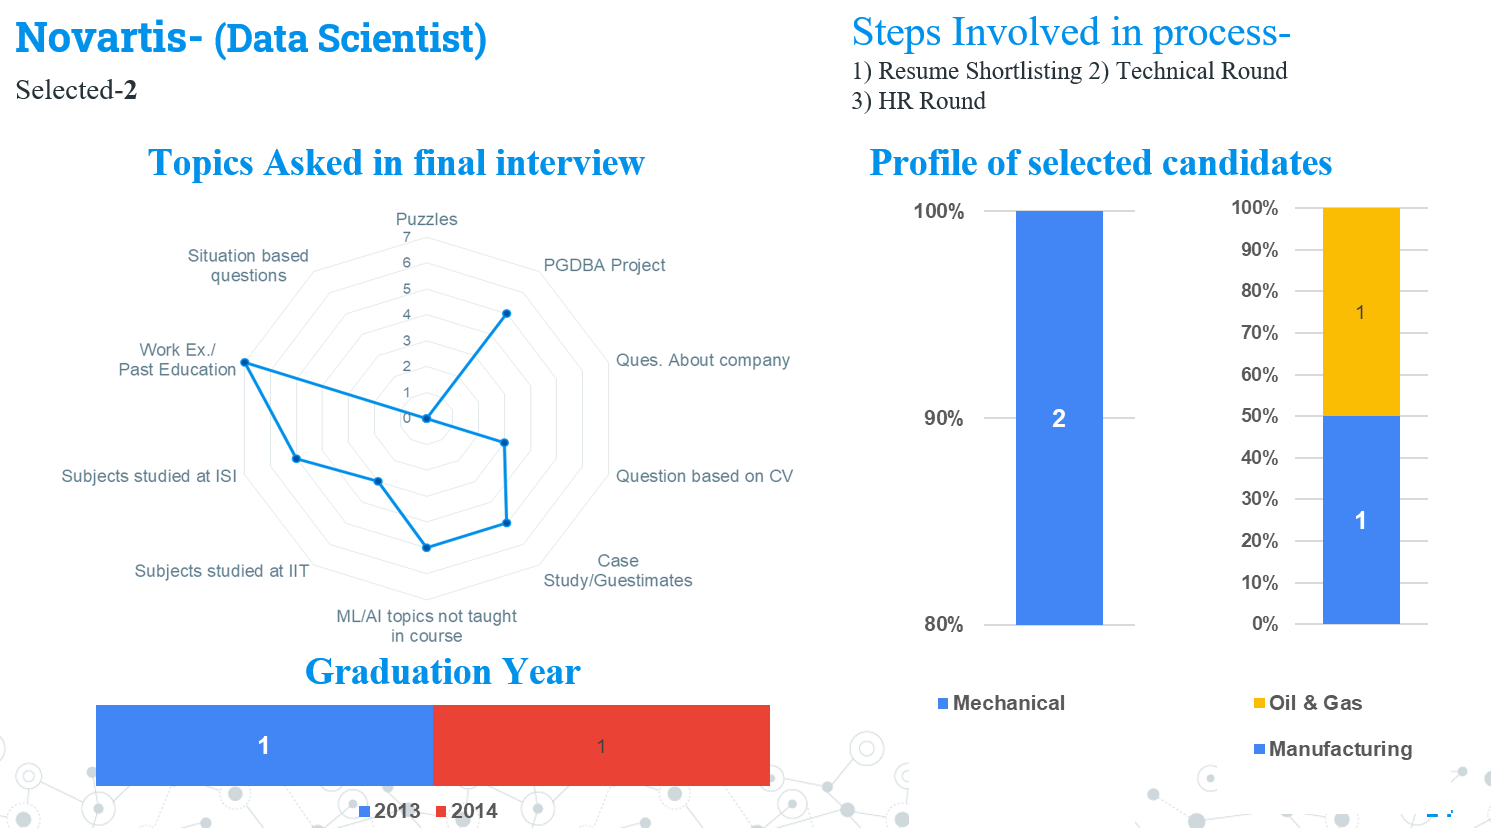 Novartis- (Data Scientist)
Selected-2
Steps Involved in process-
1) Resume Shortlisting 2) Technical Round
3) HR Round
Topics Asked in final interview
Puzzles
7
6
5
4
3
2
1
0
PGDBA Project
Ques. About company
Question based on CV
Case
Study/Guestimates
ML/AI topics not taught
in course
Subjects studied at IIT
Subjects studied at ISI
Work Ex./
Past Education
Situation based
questions
Graduation Year
1
1
2013
2014
Profile of selected candidates
100%
90%
80%
2
Mechanical
100%
90%
80%
70%
60%
50%
40%
30%
20%
10%
0%
1
1
Oil & Gas
Manufacturing